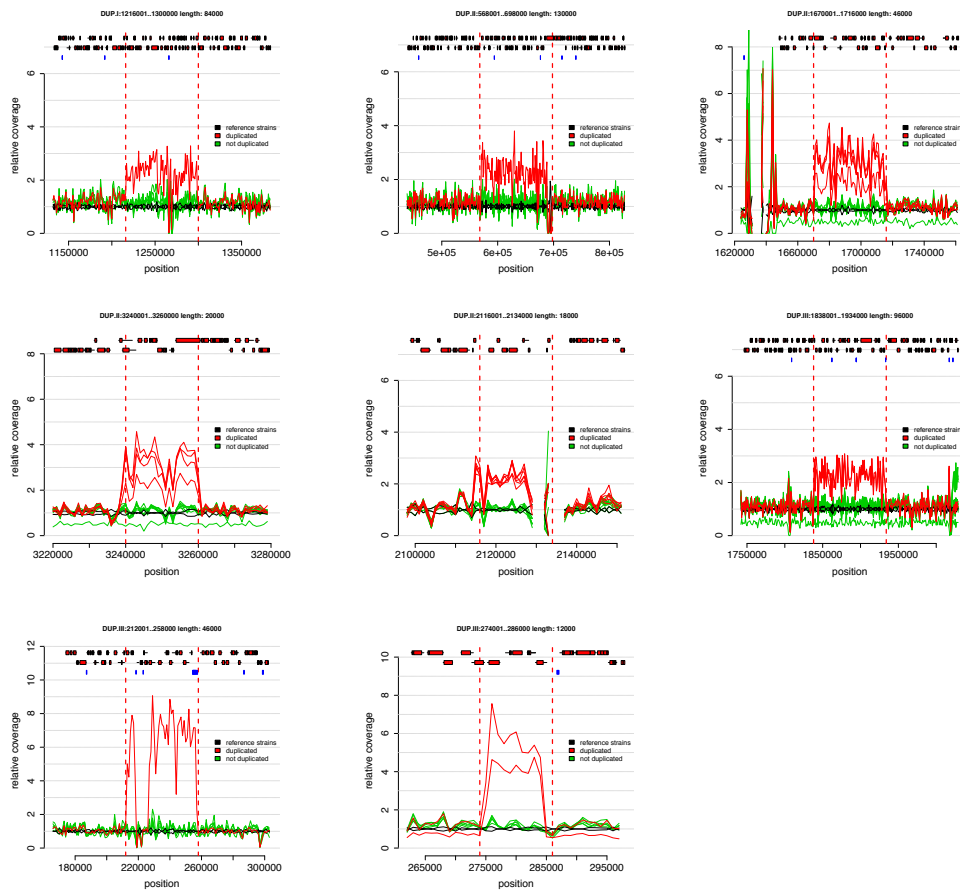 DUP.I:1216001..1300000 length: 84000
relative coverage
0 2 4 6
reference strains
duplicated
not duplicated
1150000 1250000 1350000
position
DUP.II:568001..698000 length: 130000
relative coverage
0 2 4 6
reference strains
duplicated
not duplicated
5e+05 6e+05 7e+05 8e+05
position
DUP.II:1670001..1716000 length: 46000
relative coverage
0 2 4 6 8
reference strains
duplicated
not duplicated
1620000 1660000 1700000 1740000
position
DUP.II:3240001..3260000 length: 20000
relative coverage
0 2 4 6 8
reference strains
duplicated
not duplicated
3220000 3240000 3260000 3280000
position
DUP.II:2116001..2134000 length: 18000
relative coverage
0 2 4 6
reference strains
duplicated
not duplicated
2100000 2120000 2140000
position
DUP.III:1838001..1934000 length: 96000
relative coverage
0 2 4 6
reference strains
duplicated
not duplicated
1750000 1850000 1950000
position
DUP.III:212001..258000 length: 46000
relative coverage
0 2 4 6 8 10 12
reference strains
duplicated
not duplicated
180000 220000 260000 300000
position
DUP.III:274001..286000 length: 12000
relative coverage
0 2 4 6 8 10
reference strains
duplicated
not duplicated
265000 275000 285000 295000
position